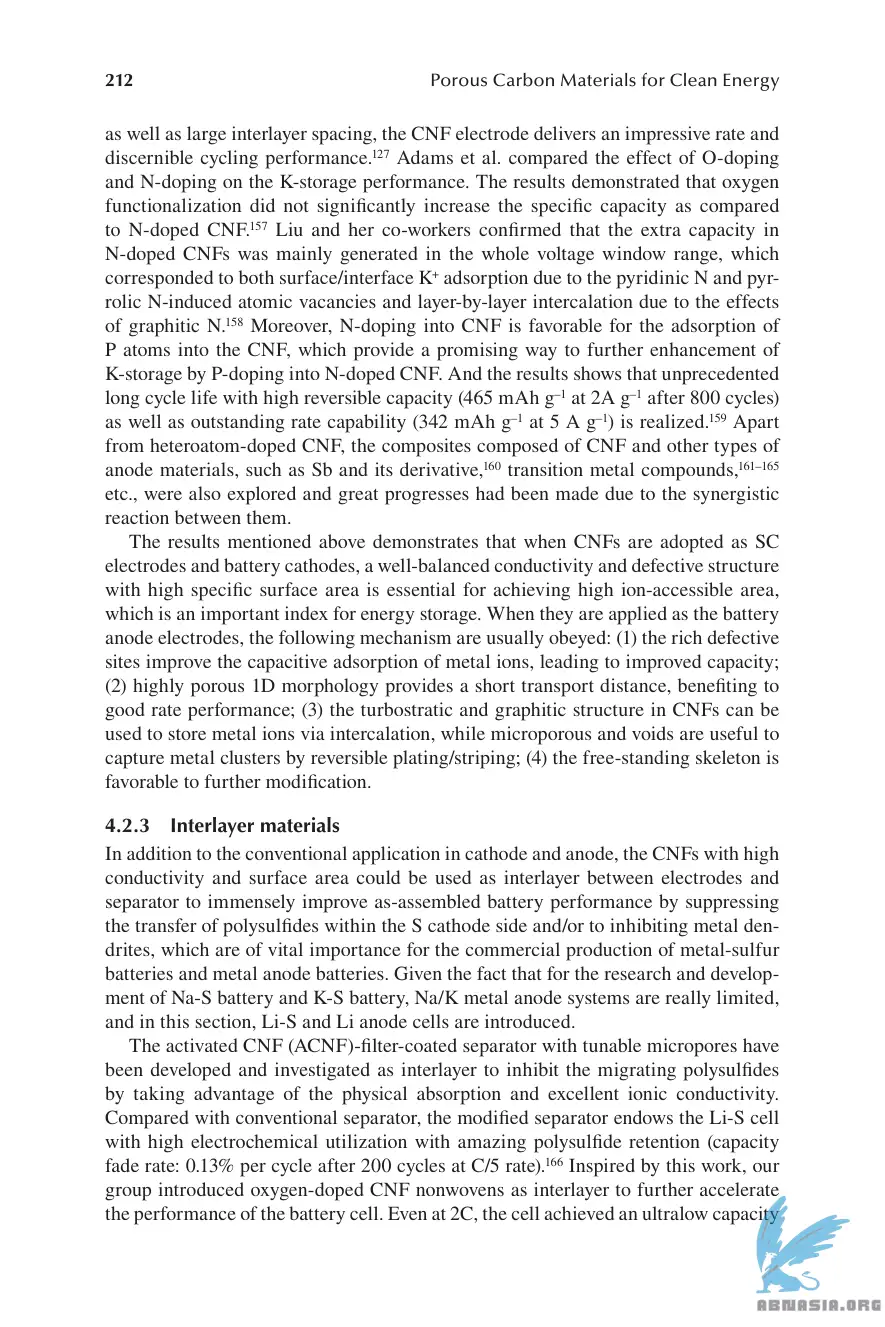 212 Porous Carbon Materials for Clean Energy
as well as large interlayer spacing, the CNF electrode delivers an impressive rate and
discernible cycling performance.¹²⁷ Adams et al. compared the effect of O-doping
and N-doping on the K-storage performance. The results demonstrated that oxygen
functionalization did not significantly increase the specific capacity as compared
to N-doped CNF.¹⁵⁷ Liu and her co-workers confirmed that the extra capacity in
N-doped CNFs was mainly generated in the whole voltage window range, which
corresponded to both surface/interface K⁺ adsorption due to the pyridinic N and pyr-
rolic N-induced atomic vacancies and layer-by-layer intercalation due to the effects
of graphitic N.¹⁵⁸ Moreover, N-doping into CNF is favorable for the adsorption of
P atoms into the CNF, which provide a promising way to further enhancement of
K-storage by P-doping into N-doped CNF. And the results shows that unprecedented
long cycle life with high reversible capacity (465 mAh g⁻¹ at 2A g⁻¹ after 800 cycles)
as well as outstanding rate capability (342 mAh g⁻¹ at 5 A g⁻¹) is realized.¹⁵⁹ Apart
from heteroatom-doped CNF, the composites composed of CNF and other types of
anode materials, such as Sb and its derivative,¹⁶⁰ transition metal compounds,¹⁶¹⁻¹⁶⁵
etc., were also explored and great progresses had been made due to the synergistic
reaction between them.
The results mentioned above demonstrates that when CNFs are adopted as SC
electrodes and battery cathodes, a well-balanced conductivity and defective structure
with high specific surface area is essential for achieving high ion-accessible area,
which is an important index for energy storage. When they are applied as the battery
anode electrodes, the following mechanism are usually obeyed: (1) the rich defective
sites improve the capacitive adsorption of metal ions, leading to improved capacity;
(2) highly porous 1D morphology provides a short transport distance, benefiting to
good rate performance; (3) the turbostratic and graphitic structure in CNFs can be
used to store metal ions via intercalation, while microporous and voids are useful to
capture metal clusters by reversible plating/striping; (4) the free-standing skeleton is
favorable to further modification.
4.2.3 Interlayer materials
In addition to the conventional application in cathode and anode, the CNFs with high
conductivity and surface area could be used as interlayer between electrodes and
separator to immensely improve as-assembled battery performance by suppressing
the transfer of polysulfides within the S cathode side and/or to inhibiting metal den-
drites, which are of vital importance for the commercial production of metal-sulfur
batteries and metal anode batteries. Given the fact that for the research and develop-
ment of Na-S battery and K-S battery, Na/K metal anode systems are really limited,
and in this section, Li-S and Li anode cells are introduced.
The activated CNF (ACNF)-filter-coated separator with tunable micropores have
been developed and investigated as interlayer to inhibit the migrating polysulfides
by taking advantage of the physical absorption and excellent ionic conductivity.
Compared with conventional separator, the modified separator endows the Li-S cell
with high electrochemical utilization with amazing polysulfide retention (capacity
fade rate: 0.13% per cycle after 200 cycles at C/5 rate).¹⁶⁶ Inspired by this work, our
group introduced oxygen-doped CNF nonwovens as interlayer to further accelerate
the performance of the battery cell. Even at 2C, the cell achieved an ultralow capacity
ABNASIA.ORG